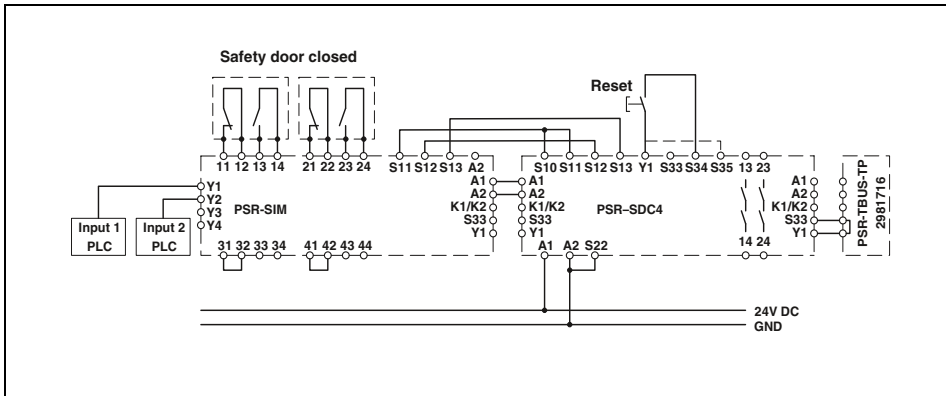 Safety door closed
Reset
11 12 13 14 21 22 23 24 S11 S12 S13 A2 S10 S11 S12 S13 Y1 S33 S34 S35 13 23
Y1 A1 A1 A1
Y2 A2 A2 A2
Y3 PSR-SIM K1/K2 K1/K2 PSR–SDC4 K1/K2
Y4 S33 S33 S33
Y1 Y1 Y1
Input 1 PLC
Input 2 PLC
PSR-TBUS-TP
2981716
31 32 33 34 41 42 43 44 A1 A2 S22 14 24
24V DC
GND